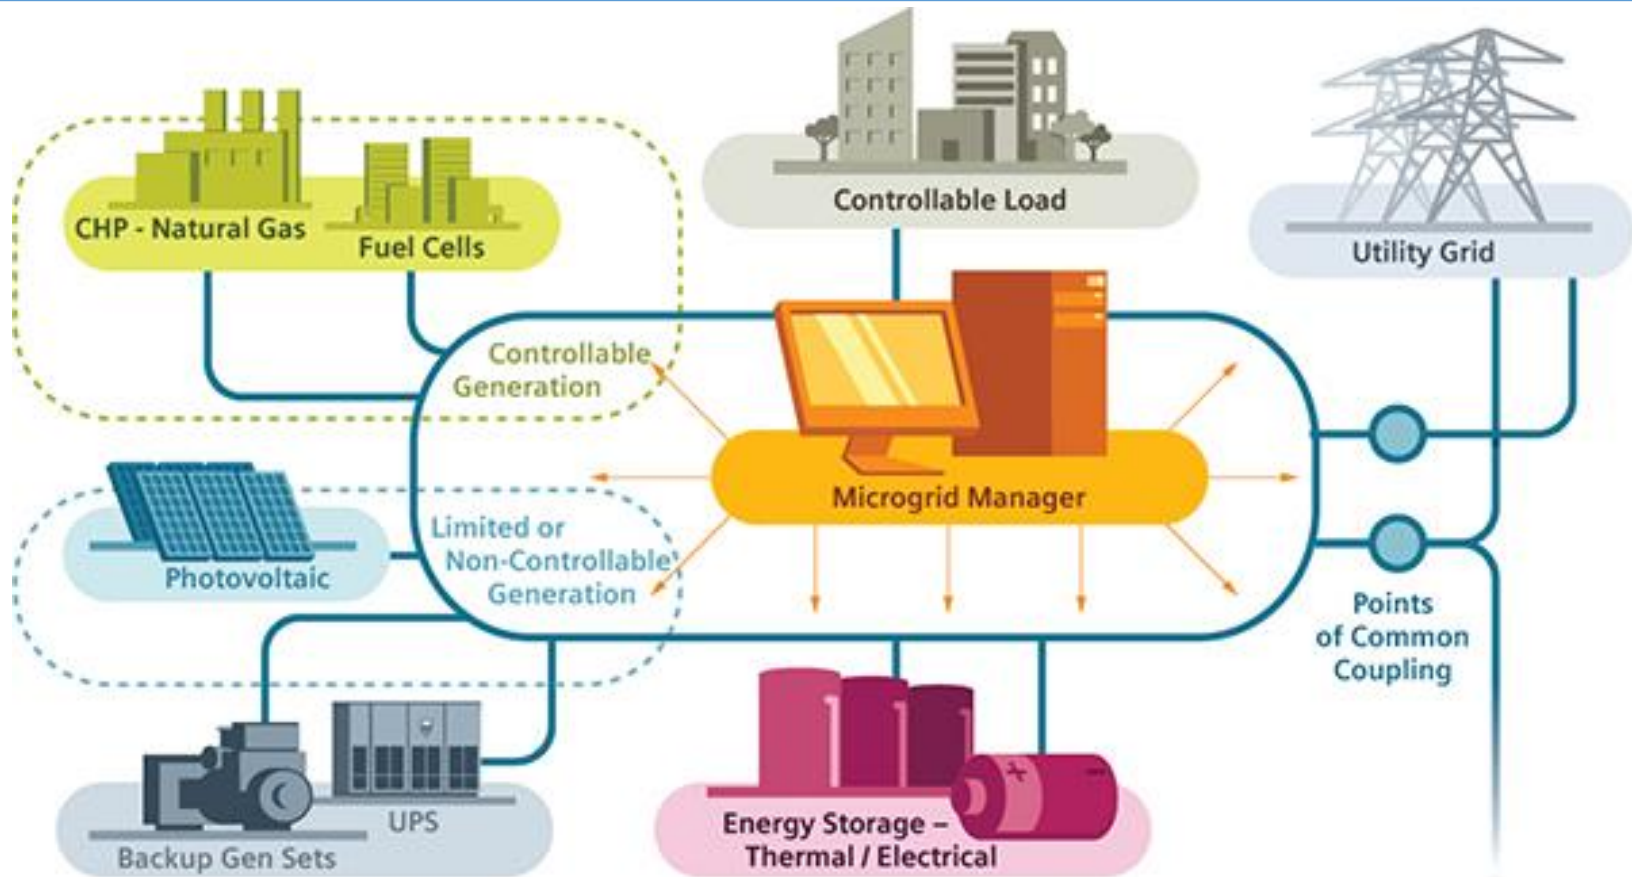 Controllable Load
CHP - Natural Gas
Fuel Cells
Utility Grid
Controllable
Generation
Microgrid Manager
Limited or
Non-Controllable
Generation
Photovoltaic
Points
of Common
Coupling
UPS
Backup Gen Sets
Energy Storage –
Thermal / Electrical